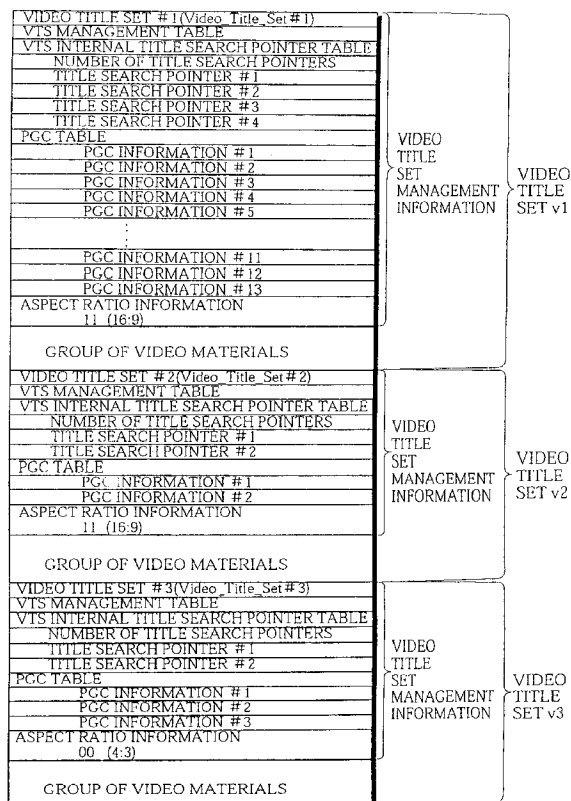 VIDEO TITLE SET #1(Video_Title_Set#1)
VTS MANAGEMENT TABLE
VTS INTERNAL TITLE SEARCH POINTER TABLE
NUMBER OF TITLE SEARCH POINTERS
TITLE SEARCH POINTER #1
TITLE SEARCH POINTER #2
TITLE SEARCH POINTER #3
TITLE SEARCH POINTER #4
PGC TABLE
PGC INFORMATION #1
PGC INFORMATION #2
PGC INFORMATION #3
PGC INFORMATION #4
PGC INFORMATION #5
⋮
PGC INFORMATION #11
PGC INFORMATION #12
PGC INFORMATION #13
ASPECT RATIO INFORMATION
11 (16:9)
GROUP OF VIDEO MATERIALS
VIDEO
TITLE
SET
MANAGEMENT
INFORMATION
VIDEO
TITLE
SET v1
VIDEO TITLE SET #2(Video_Title_Set#2)
VTS MANAGEMENT TABLE
VTS INTERNAL TITLE SEARCH POINTER TABLE
NUMBER OF TITLE SEARCH POINTERS
TITLE SEARCH POINTER #1
TITLE SEARCH POINTER #2
PGC TABLE
PGC INFORMATION #1
PGC INFORMATION #2
ASPECT RATIO INFORMATION
11 (16:9)
GROUP OF VIDEO MATERIALS
VIDEO
TITLE
SET
MANAGEMENT
INFORMATION
VIDEO
TITLE
SET v2
VIDEO TITLE SET #3(Video_Title_Set#3)
VTS MANAGEMENT TABLE
VTS INTERNAL TITLE SEARCH POINTER TABLE
NUMBER OF TITLE SEARCH POINTERS
TITLE SEARCH POINTER #1
TITLE SEARCH POINTER #2
PGC TABLE
PGC INFORMATION #1
PGC INFORMATION #2
PGC INFORMATION #3
ASPECT RATIO INFORMATION
00 (4:3)
GROUP OF VIDEO MATERIALS
VIDEO
TITLE
SET
MANAGEMENT
INFORMATION
VIDEO
TITLE
SET v3